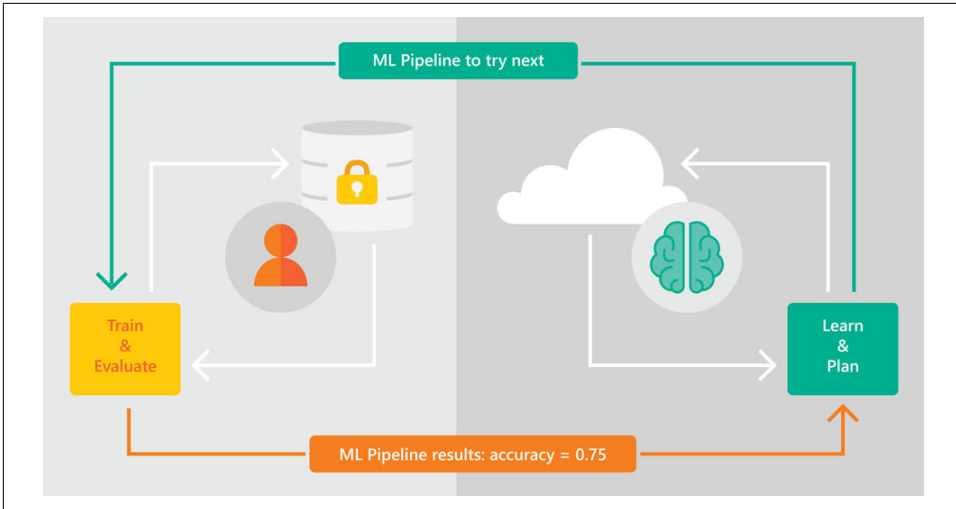 ML Pipeline to try next
Train
&
Evaluate
Learn
&
Plan
ML Pipeline results: accuracy = 0.75